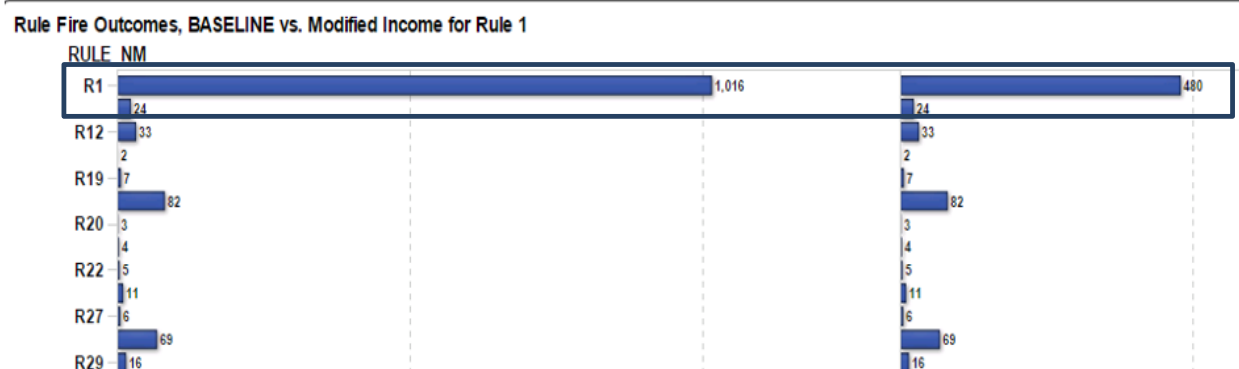 Rule Fire Outcomes, BASELINE vs. Modified Income for Rule 1
RULE_NM
R1 1,016 480
24 24
R12 33 33
2 2
R19 7 7
82 82
R20 3 3
4 4
R22 5 5
11 11
R27 6 6
69 69
R29 16 16